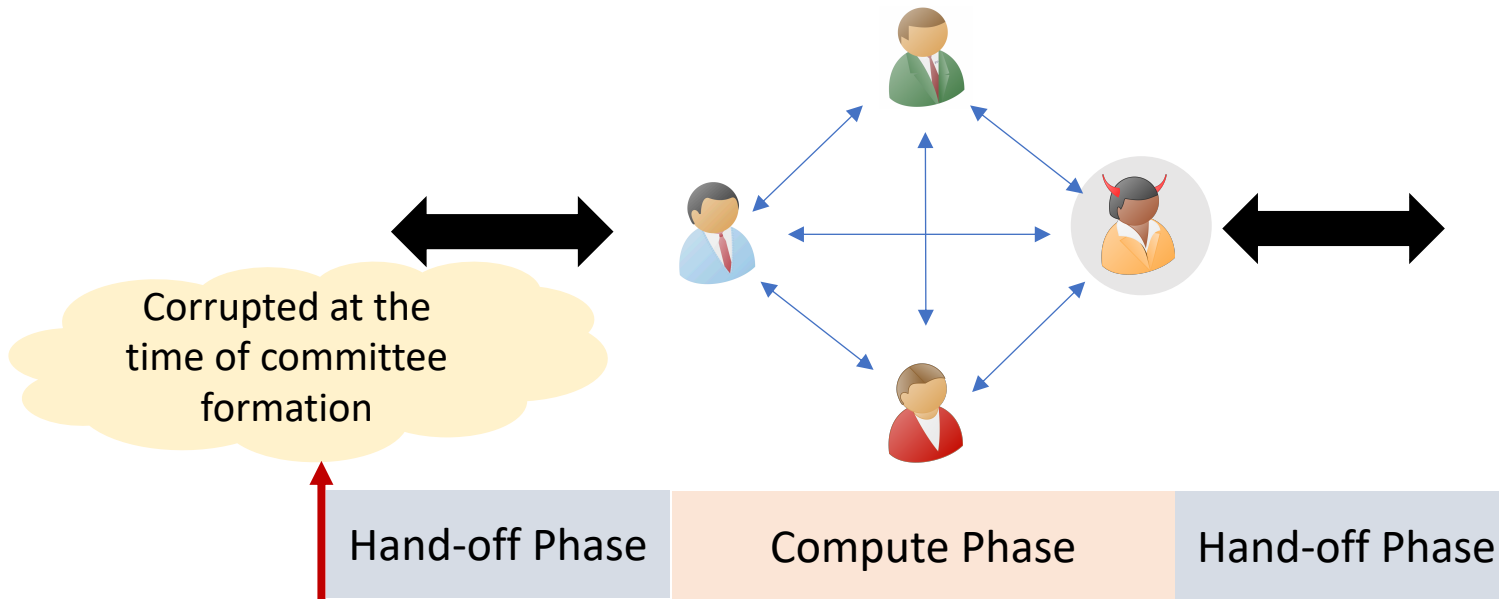 Corrupted at the
time of committee
formation
Hand-off Phase
Compute Phase
Hand-off Phase